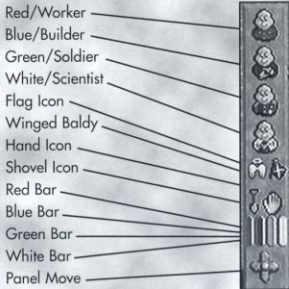 Red/Worker
Blue/Builder
Green/Soldier
White/Scientist
Flag Icon
Winged Baldy
Hand Icon
Shovel Icon
Red Bar
Blue Bar
Green Bar
White Bar
Panel Move